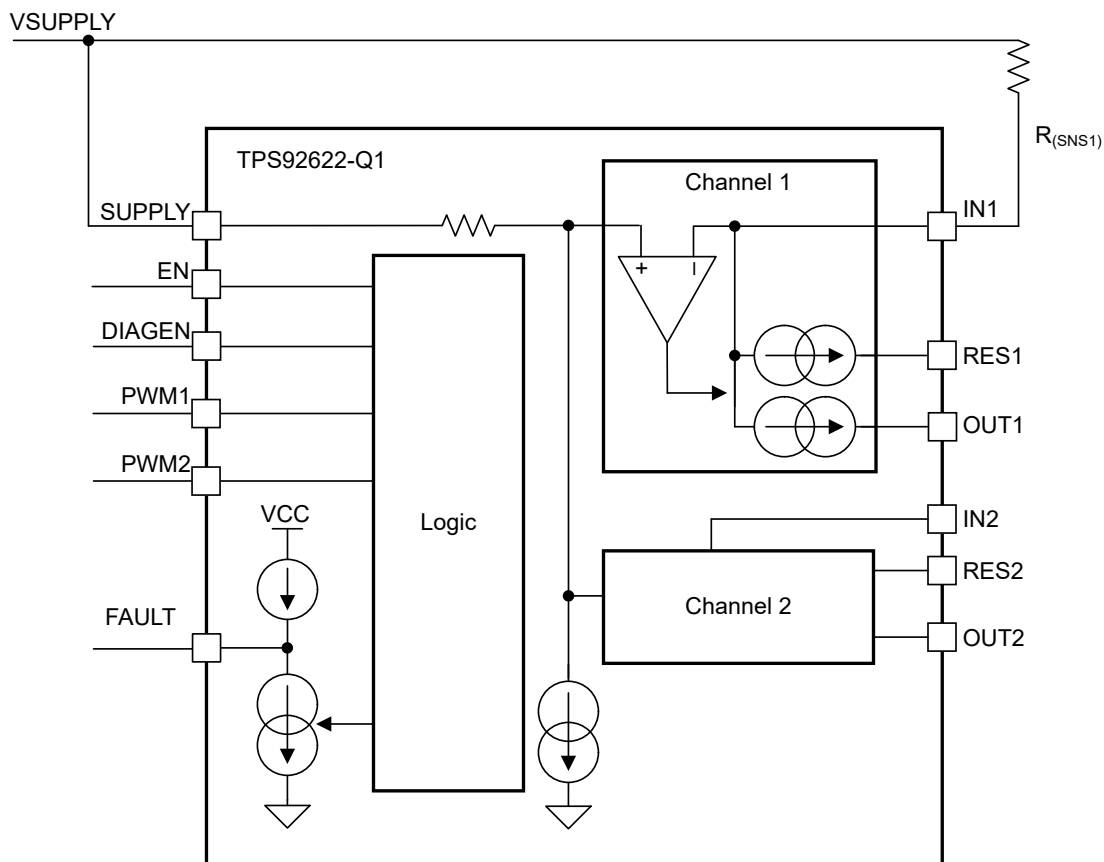 VSUPPLY
R(SNS1)
TPS92622-Q1
Channel 1
SUPPLY
IN1
+
−
EN
DIAGEN
RES1
PWM1
OUT1
PWM2
VCC
Logic
IN2
RES2
FAULT
Channel 2
OUT2